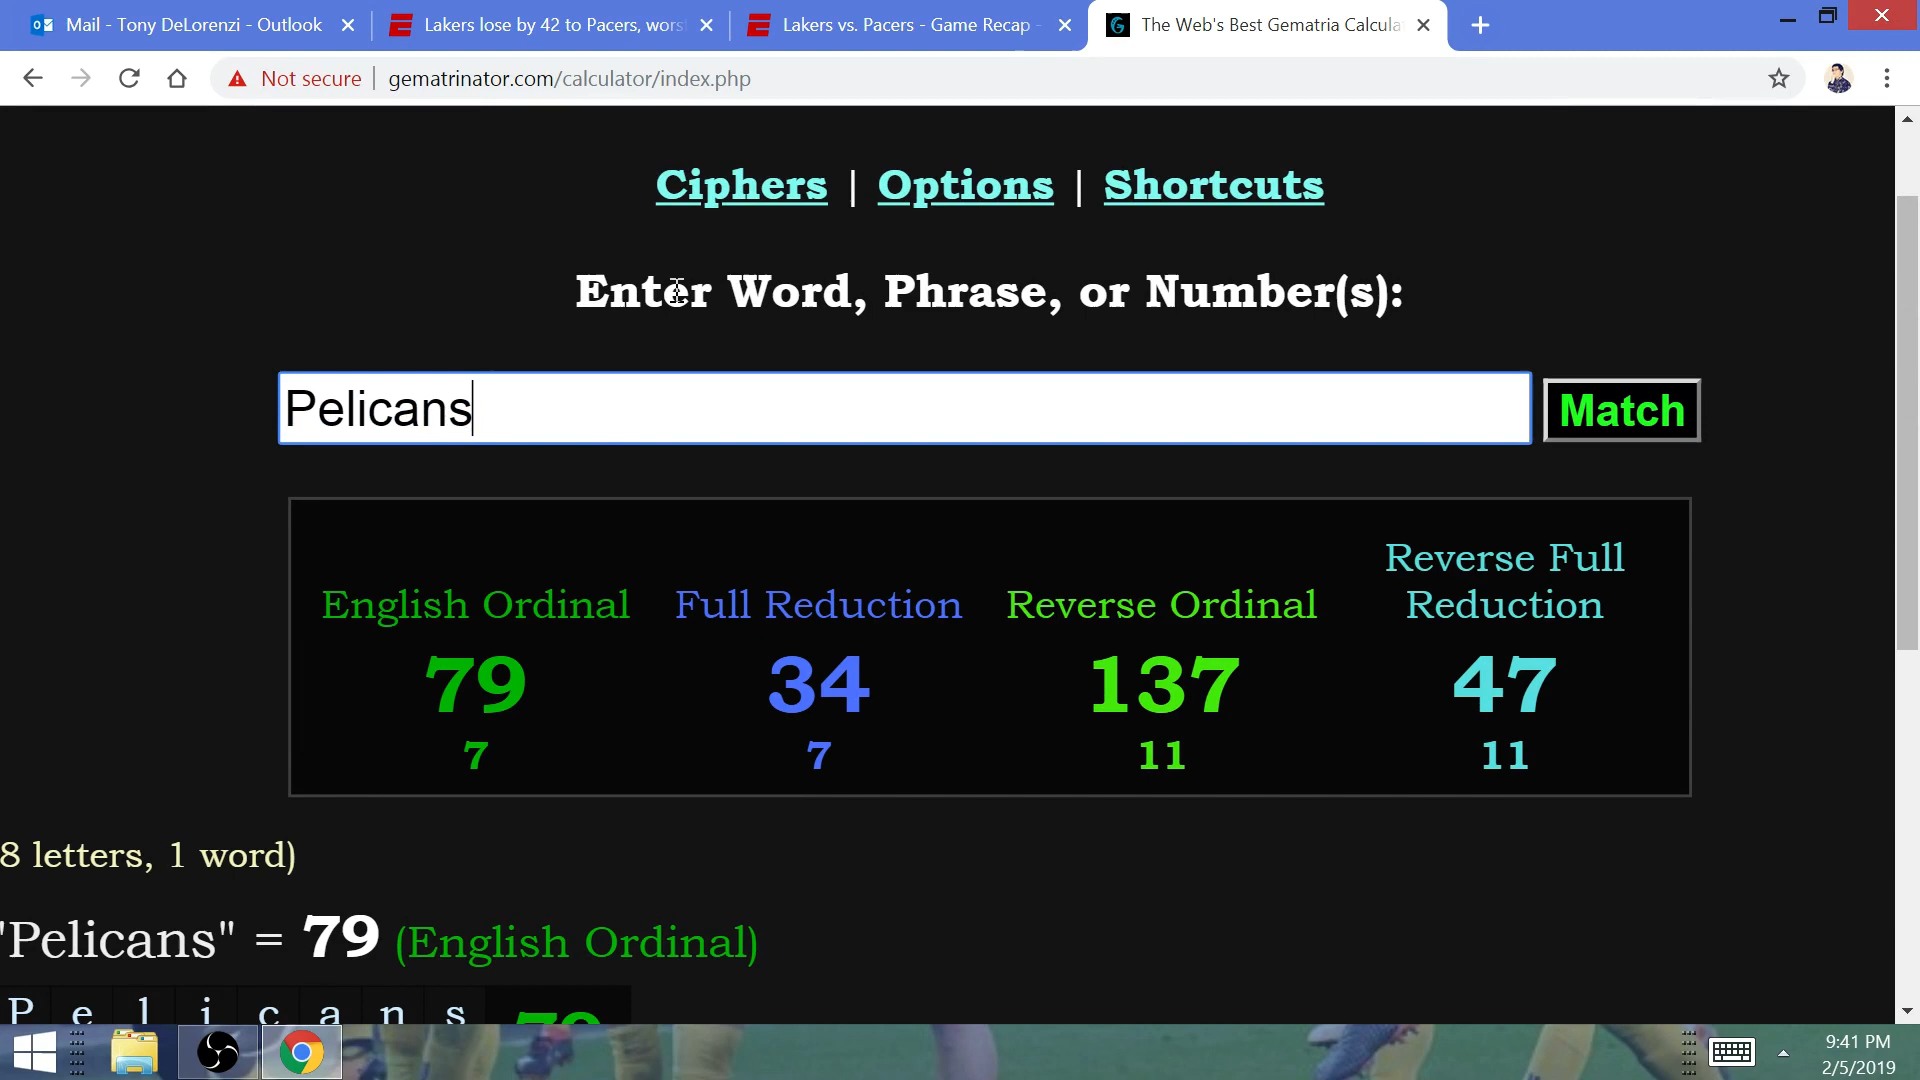 Mail - Tony DeLorenzi - Outlook
Lakers lose by 42 to Pacers, wors
Lakers vs. Pacers - Game Recap -
The Web's Best Gematria Calcula
Not secure | gematrinator.com/calculator/index.php
Ciphers | Options | Shortcuts
Enter Word, Phrase, or Number(s):
Pelicans
Match
English Ordinal Full Reduction Reverse Ordinal Reverse Full Reduction
79 34 137 47
7 7 11 11
8 letters, 1 word)
"Pelicans" = 79 (English Ordinal)
P e l i c a n s 79
9:41 PM
2/5/2019